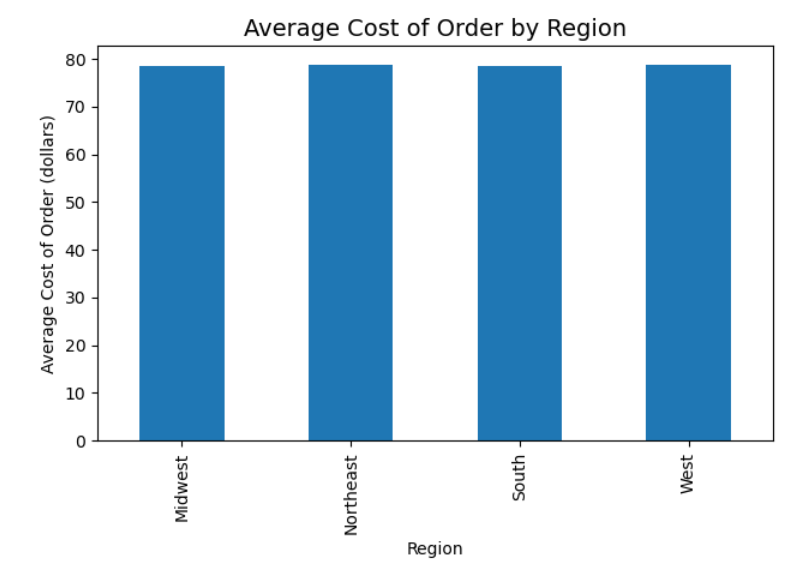 Average Cost of Order by Region
Average Cost of Order (dollars)
80
70
60
50
40
30
20
10
0
Midwest
Northeast
South
West
Region